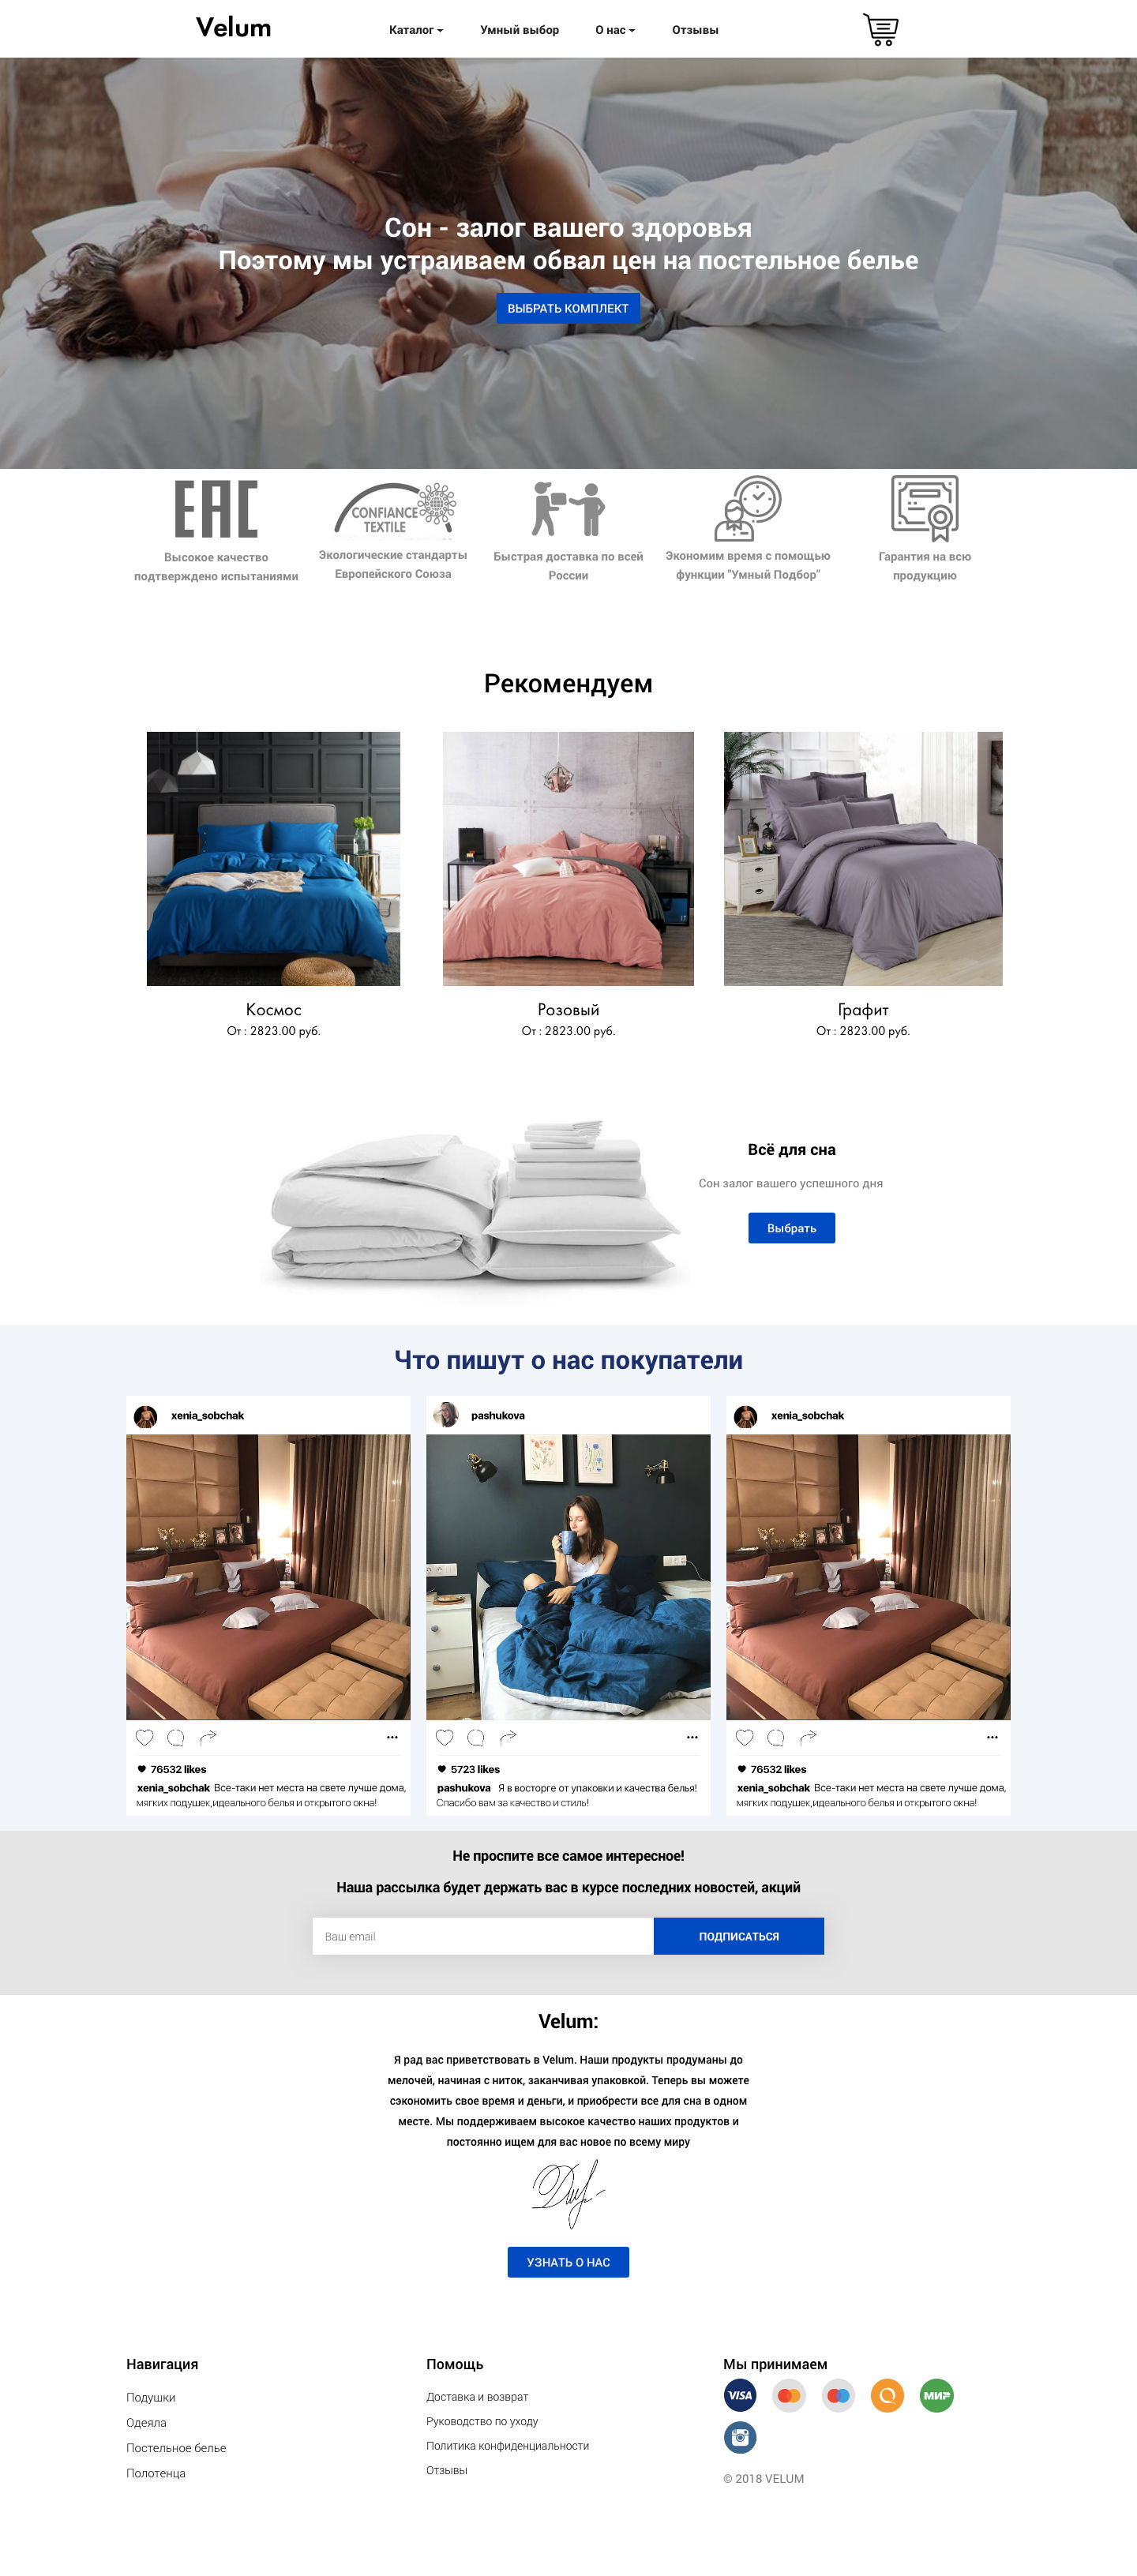 Velum
Каталог
Умный выбор
О нас
Отзывы
Сон - залог вашего здоровья
Поэтому мы устраиваем обвал цен на постельное белье
ВЫБРАТЬ КОМПЛЕКТ
EAC
Высокое качество
подтверждено испытаниями
CONFIANCE
TEXTILE
Экологические стандарты
Европейского Союза
Быстрая доставка по всей
России
Экономим время с помощью
функции "Умный Подбор"
Гарантия на всю
продукцию
Рекомендуем
Космос
От : 2823.00 руб.
Розовый
От : 2823.00 руб.
Графит
От : 2823.00 руб.
Всё для сна
Сон залог вашего успешного дня
Выбрать
Что пишут о нас покупатели
xenia_sobchak
76532 likes
xenia_sobchak Все-таки нет места на свете лучше дома,
мягких подушек,идеального белья и открытого окна!
pashukova
5723 likes
pashukova Я в восторге от упаковки и качества белья!
Спасибо вам за качество и стиль!
xenia_sobchak
76532 likes
xenia_sobchak Все-таки нет места на свете лучше дома,
мягких подушек,идеального белья и открытого окна!
Не проспите все самое интересное!
Наша рассылка будет держать вас в курсе последних новостей, акций
Ваш email
ПОДПИСАТЬСЯ
Velum:
Я рад вас приветствовать в Velum. Наши продукты продуманы до
мелочей, начиная с ниток, заканчивая упаковкой. Теперь вы можете
сэкономить свое время и деньги, и приобрести все для сна в одном
месте. Мы поддерживаем высокое качество наших продуктов и
постоянно ищем для вас новое по всему миру
УЗНАТЬ О НАС
Навигация
Подушки
Одеяла
Постельное белье
Полотенца
Помощь
Доставка и возврат
Руководство по уходу
Политика конфиденциальности
Отзывы
Мы принимаем
VISA
МИР
© 2018 VELUM